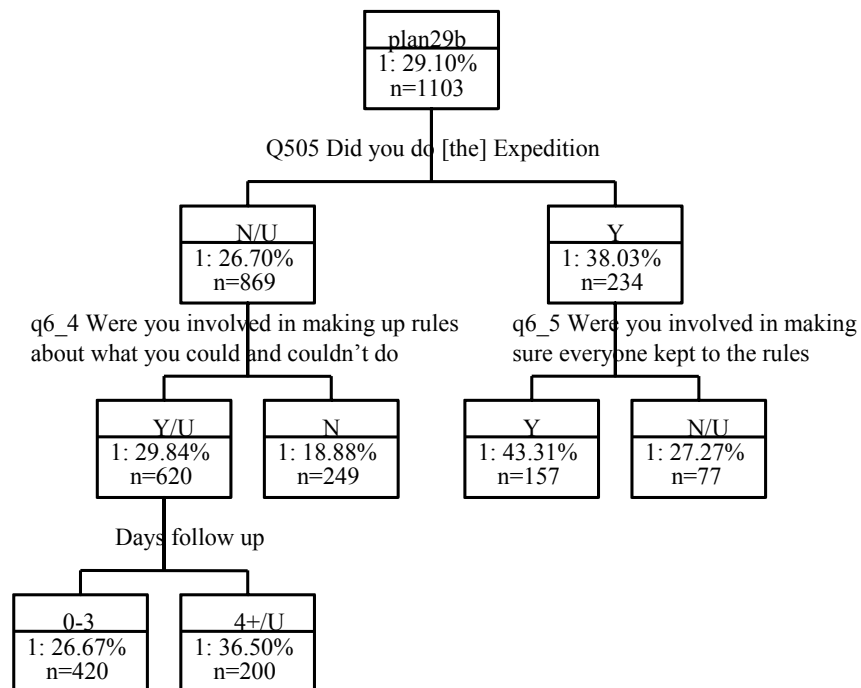 plan29b
1: 29.10%
n=1103
Q505 Did you do [the] Expedition
N/U
1: 26.70%
n=869
Y
1: 38.03%
n=234
q6_4 Were you involved in making up rules
about what you could and couldn’t do
q6_5 Were you involved in making
sure everyone kept to the rules
Y/U
1: 29.84%
n=620
N
1: 18.88%
n=249
Y
1: 43.31%
n=157
N/U
1: 27.27%
n=77
Days follow up
0-3
1: 26.67%
n=420
4+/U
1: 36.50%
n=200